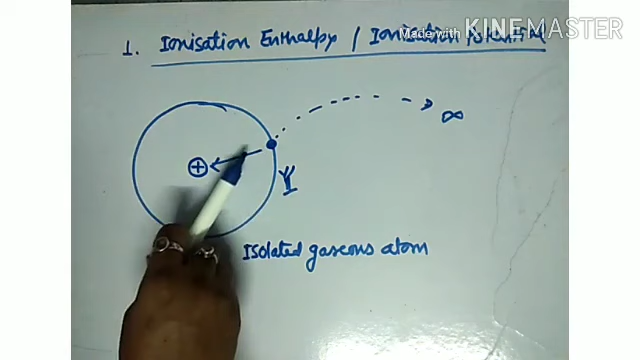 Made with KINEMASTER
1. Ionisation Enthalpy / Ionisation
+
∞
Isolated gaseous atom